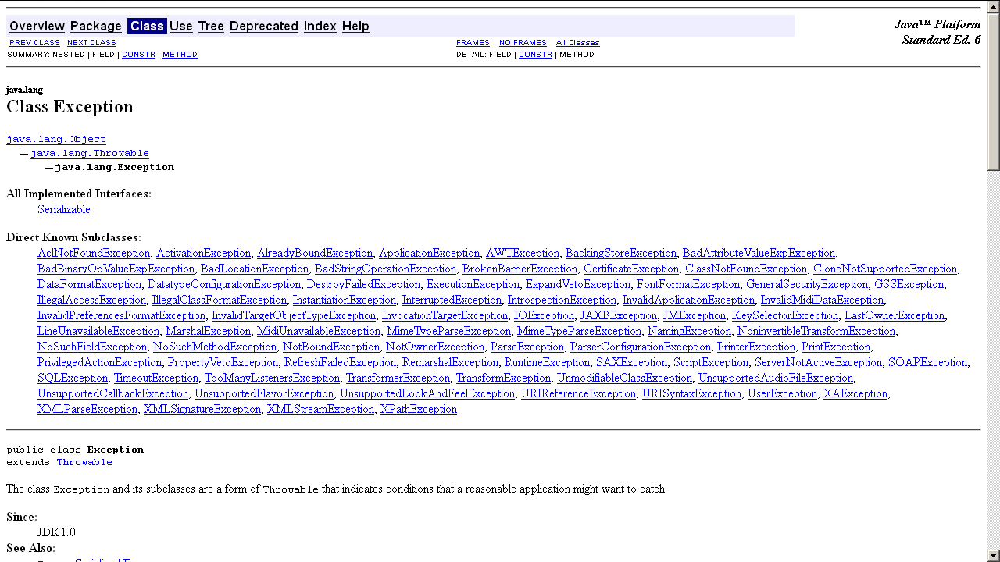 Overview Package Class Use Tree Deprecated Index Help
Java™ Platform
Standard Ed. 6
PREV CLASS NEXT CLASS
FRAMES NO FRAMES All Classes
SUMMARY: NESTED | FIELD | CONSTR | METHOD
DETAIL: FIELD | CONSTR | METHOD
java.lang
Class Exception
java.lang.Object
java.lang.Throwable
java.lang.Exception
All Implemented Interfaces:
Serializable
Direct Known Subclasses:
AclNotFoundException, ActivationException, AlreadyBoundException, ApplicationException, AWTException, BackingStoreException, BadAttributeValueExpException,
BadBinaryOpValueExpException, BadLocationException, BadStringOperationException, BrokenBarrierException, CertificateException, ClassNotFoundException, CloneNotSupportedException,
DataFormatException, DatatypeConfigurationException, DestroyFailedException, ExecutionException, ExpandVetoException, FontFormatException, GeneralSecurityException, GSSException,
IllegalAccessException, IllegalClassFormatException, InstantiationException, InterruptedException, IntrospectionException, InvalidApplicationException, InvalidMidiDataException,
InvalidPreferencesFormatException, InvalidTargetObjectTypeException, InvocationTargetException, IOException, JAXBException, JMException, KeySelectorException, LastOwnerException,
LineUnavailableException, MarshalException, MidiUnavailableException, MimeTypeParseException, MimeTypeParseException, NamingException, NoninvertibleTransformException,
NoSuchFieldException, NoSuchMethodException, NotBoundException, NotOwnerException, ParseException, ParserConfigurationException, PrinterException, PrintException,
PrivilegedActionException, PropertyVetoException, RefreshFailedException, RemarshalException, RuntimeException, SAXException, ScriptException, ServerNotActiveException, SOAPException,
SQLException, TimeoutException, TooManyListenersException, TransformerException, TransformException, UnmodifiableClassException, UnsupportedAudioFileException,
UnsupportedCallbackException, UnsupportedFlavorException, UnsupportedLookAndFeelException, URIReferenceException, URISyntaxException, UserException, XAException,
XMLParseException, XMLSignatureException, XMLStreamException, XPathException
public class Exception
extends Throwable
The class Exception and its subclasses are a form of Throwable that indicates conditions that a reasonable application might want to catch.
Since:
JDK1.0
See Also: